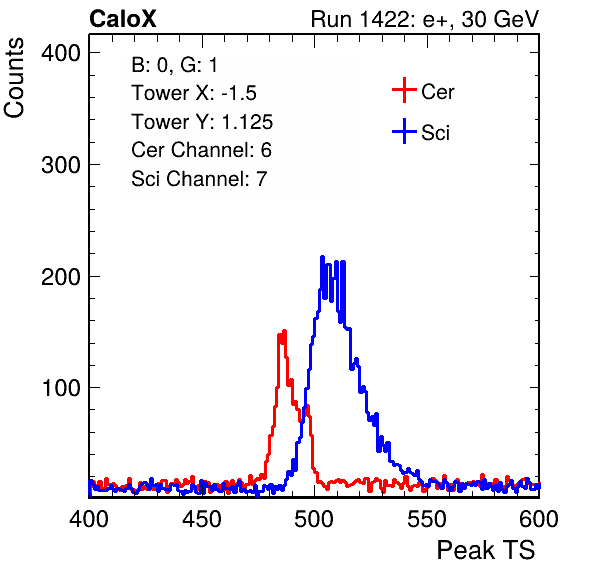 CaloX Run 1422: e+, 30 GeV
Counts
400
300
200
100
B: 0, G: 1
Tower X: -1.5
Tower Y: 1.125
Cer Channel: 6
Sci Channel: 7
Cer
Sci
400 450 500 550 600
Peak TS